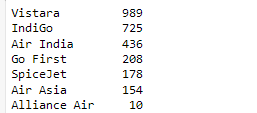 Vistara 989
IndiGo 725
Air India 436
Go First 208
SpiceJet 178
Air Asia 154
Alliance Air 10